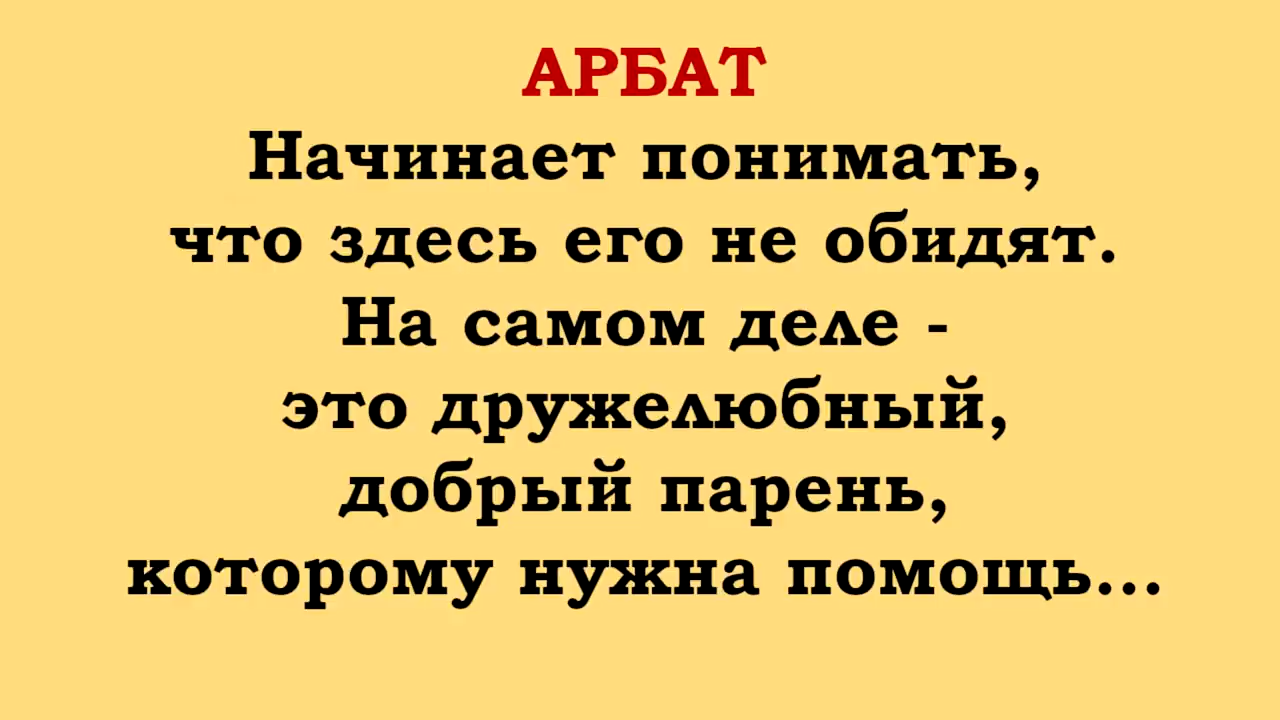 АРБАТ
Начинает понимать,
что здесь его не обидят.
На самом деле -
это дружелюбный,
добрый парень,
которому нужна помощь...